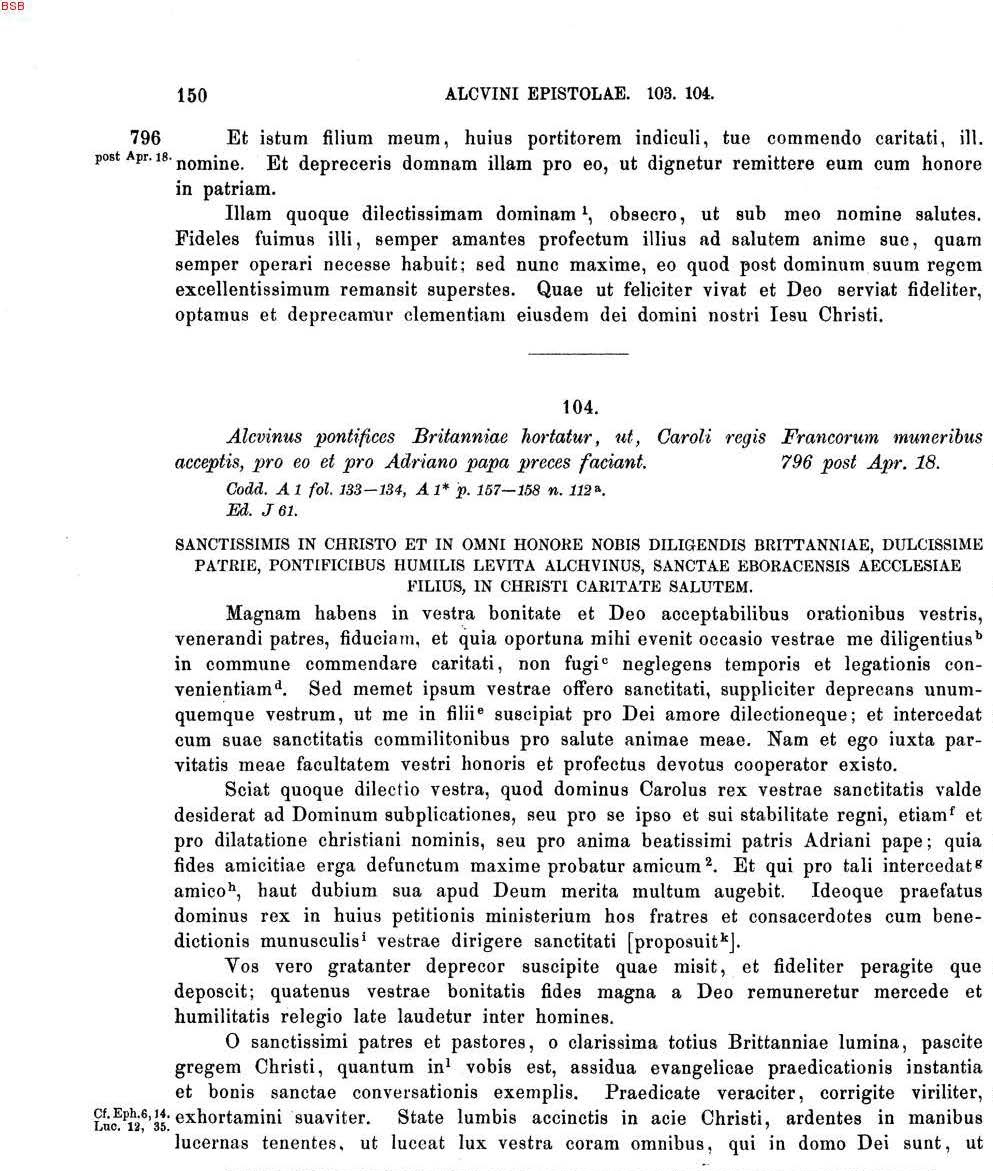 BSB
150 ALCVINI EPISTOLAE. 103. 104.
796 Et istum filium meum, huius portitorem indiculi, tue commendo caritati, ill.
post Apr. 18. nomine. Et depreceris domnam illam pro eo, ut dignetur remittere eum cum honore
in patriam.
Illam quoque dilectissimam dominam ¹, obsecro, ut sub meo nomine salutes.
Fideles fuimus illi, semper amantes profectum illius ad salutem anime sue, quam
semper operari necesse habuit; sed nunc maxime, eo quod post dominum suum regem
excellentissimum remansit superstes. Quae ut feliciter vivat et Deo serviat fideliter,
optamus et deprecamur clementiam eiusdem dei domini nostri Iesu Christi.
104.
Alcvinus pontifices Britanniae hortatur, ut, Caroli regis Francorum muneribus
acceptis, pro eo et pro Adriano papa preces faciant. 796 post Apr. 18.
Codd. A 1 fol. 133—134, A 1* p. 157—158 n. 112ª.
Ed. J 61.
SANCTISSIMIS IN CHRISTO ET IN OMNI HONORE NOBIS DILIGENDIS BRITTANNIAE, DULCISSIME
PATRIE, PONTIFICIBUS HUMILIS LEVITA ALCHVINUS, SANCTAE EBORACENSIS AECCLESIAE
FILIUS, IN CHRISTI CARITATE SALUTEM.
Magnam habens in vestra bonitate et Deo acceptabilibus orationibus vestris,
venerandi patres, fiduciam, et quia oportuna mihi evenit occasio vestrae me diligentius ᵇ
in commune commendare caritati, non fugi ᶜ neglegens temporis et legationis con-
venientiam ᵈ. Sed memet ipsum vestrae offero sanctitati, suppliciter deprecans unum-
quemque vestrum, ut me in filii ᵉ suscipiat pro Dei amore dilectioneque; et intercedat
cum suae sanctitatis commilitonibus pro salute animae meae. Nam et ego iuxta par-
vitatis meae facultatem vestri honoris et profectus devotus cooperator existo.
Sciat quoque dilectio vestra, quod dominus Carolus rex vestrae sanctitatis valde
desiderat ad Dominum subplicationes, seu pro se ipso et sui stabilitate regni, etiam ᶠ et
pro dilatatione christiani nominis, seu pro anima beatissimi patris Adriani pape; quia
fides amicitiae erga defunctum maxime probatur amicum ². Et qui pro tali intercedat ᵍ
amico ʰ, haut dubium sua apud Deum merita multum augebit. Ideoque praefatus
dominus rex in huius petitionis ministerium hos fratres et consacerdotes cum bene-
dictionis munusculis ⁱ vestrae dirigere sanctitati [proposuit ᵏ].
Vos vero gratanter deprecor suscipite quae misit, et fideliter peragite que
deposcit; quatenus vestrae bonitatis fides magna a Deo remuneretur mercede et
humilitatis relegio late laudetur inter homines.
O sanctissimi patres et pastores, o clarissima totius Brittanniae lumina, pascite
gregem Christi, quantum in ˡ vobis est, assidua evangelicae praedicationis instantia
et bonis sanctae conversationis exemplis. Praedicate veraciter, corrigite viriliter,
Cf. Eph. 6, 14. exhortamini suaviter. State lumbis accinctis in acie Christi, ardentes in manibus
Luc. 12, 35. lucernas tenentes, ut luceat lux vestra coram omnibus, qui in domo Dei sunt, ut